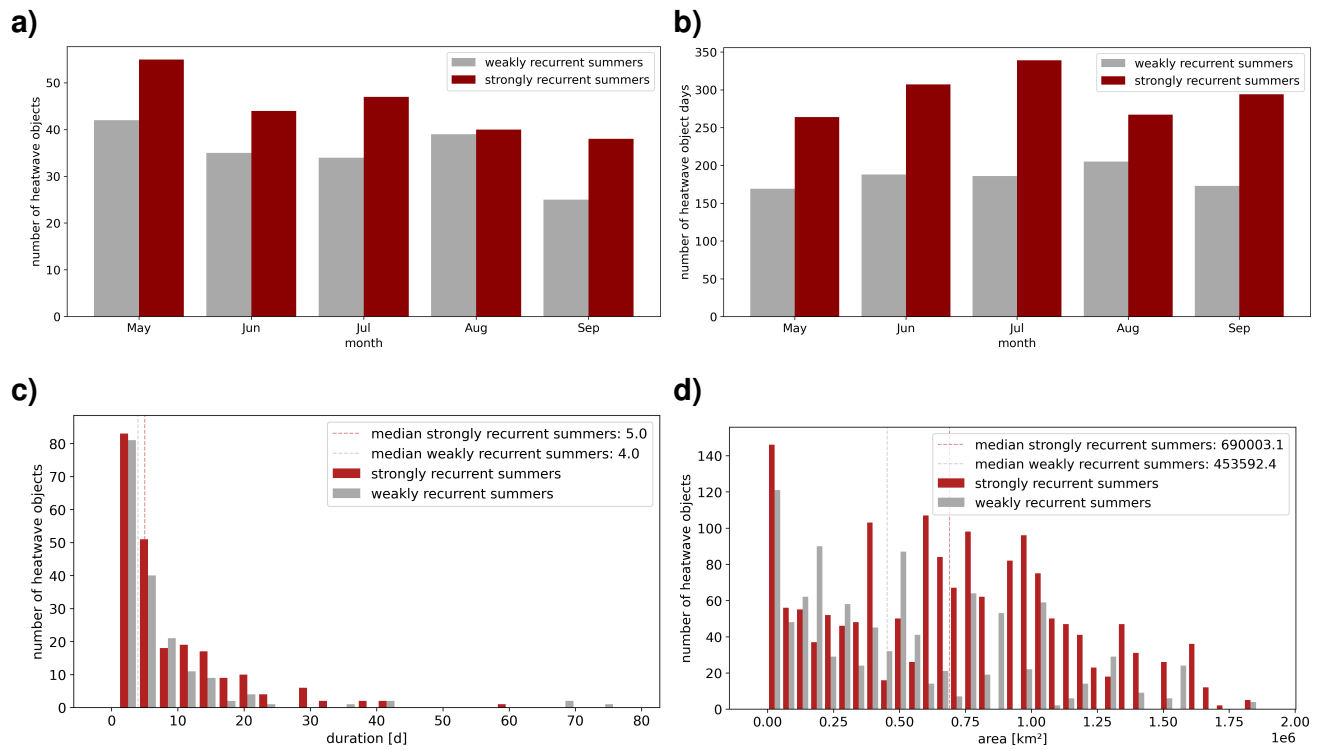 a)
number of heatwave objects
50
40
30
20
10
0
weakly recurrent summers
strongly recurrent summers
May Jun Jul Aug Sep
month
b)
number of heatwave object days
350
300
250
200
150
100
50
0
weakly recurrent summers
strongly recurrent summers
May Jun Jul Aug Sep
month
c)
number of heatwave objects
80
70
60
50
40
30
20
10
0
median strongly recurrent summers: 5.0
median weakly recurrent summers: 4.0
strongly recurrent summers
weakly recurrent summers
0 10 20 30 40 50 60 70 80
duration [d]
d)
number of heatwave objects
140
120
100
80
60
40
20
0
median strongly recurrent summers: 690003.1
median weakly recurrent summers: 453592.4
strongly recurrent summers
weakly recurrent summers
0.00 0.25 0.50 0.75 1.00 1.25 1.50 1.75 2.00
1e6
area [km²]